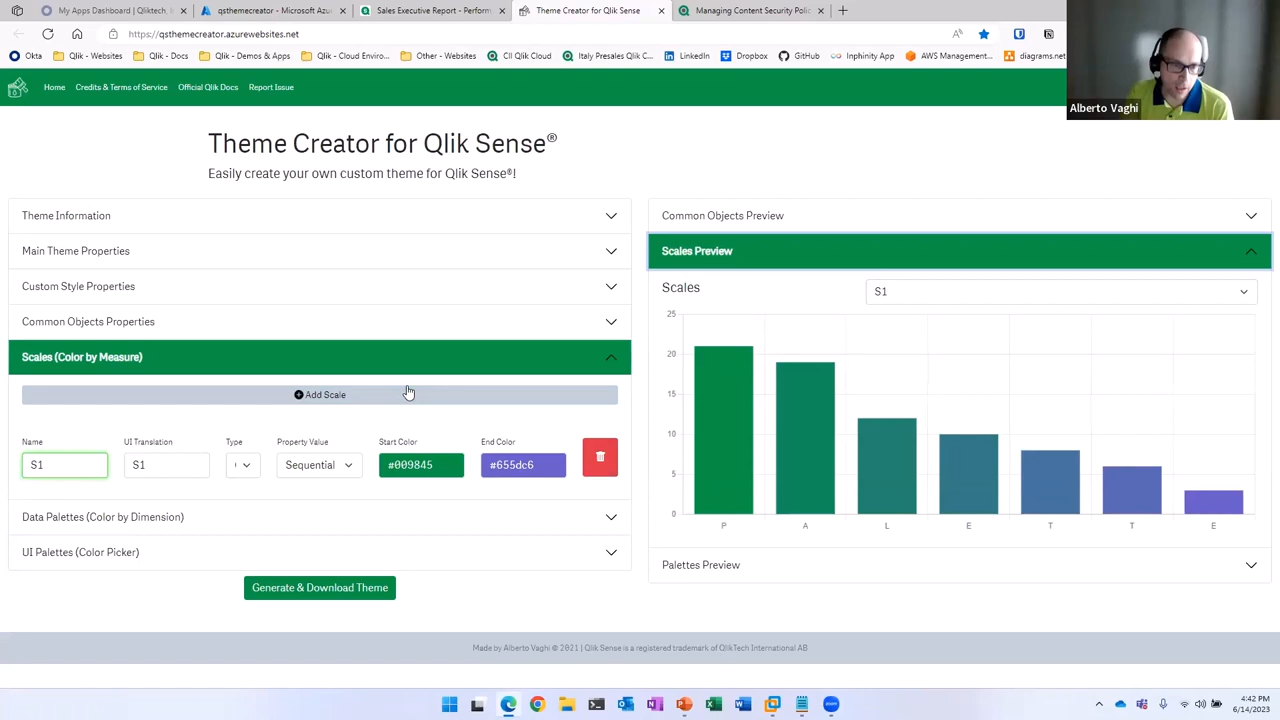 My Apps Dashboard | Qliktech, I
qsthemecreator - Microsoft Azur
Sales Executive Report - Perform
Theme Creator for Qlik Sense
Managing Content Security Polic
https://qsthemecreator.azurewebsites.net
Okta
Qlik - Websites
Qlik - Docs
Qlik - Demos & Apps
Qlik - Cloud Enviro...
Other - Websites
CII Qlik Cloud
Italy Presales Qlik C...
LinkedIn
Dropbox
GitHub
Inphinity App
AWS Management...
diagrams.net
Home
Credits & Terms of Service
Official Qlik Docs
Report Issue
Alberto Vaghi
Theme Creator for Qlik Sense®
Easily create your own custom theme for Qlik Sense®!
Theme Information
Main Theme Properties
Custom Style Properties
Common Objects Properties
Scales (Color by Measure)
Add Scale
Name UI Translation Type Property Value Start Color End Color
S1 S1 Sequential #009845 #655dc6
Data Palettes (Color by Dimension)
UI Palettes (Color Picker)
Generate & Download Theme
Common Objects Preview
Scales Preview
Scales
S1
25
20
15
10
5
0
P A L E T T E
Palettes Preview
Made by Alberto Vaghi © 2021 | Qlik Sense is a registered trademark of QlikTech International AB
zoom
4:42 PM
6/14/2023